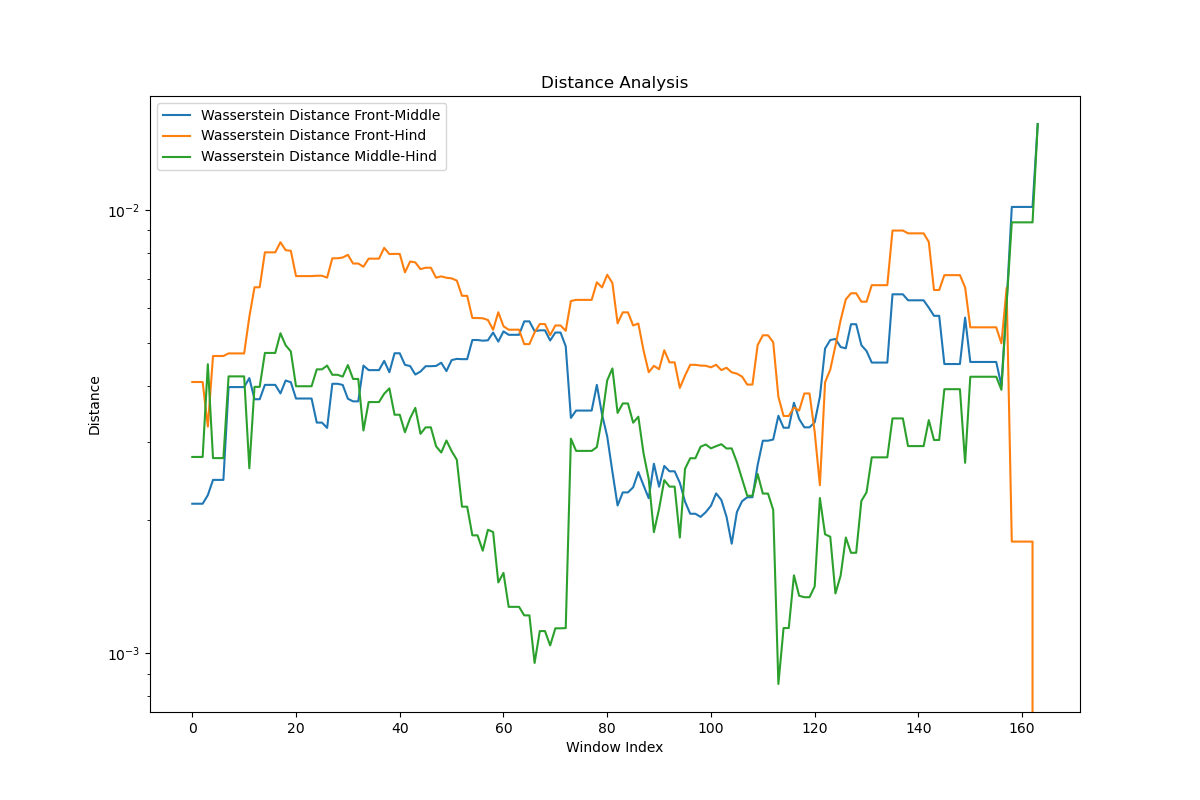 Distance Analysis
Wasserstein Distance Front-Middle
Wasserstein Distance Front-Hind
Wasserstein Distance Middle-Hind
10⁻²
10⁻³
Distance
0 20 40 60 80 100 120 140 160
Window Index